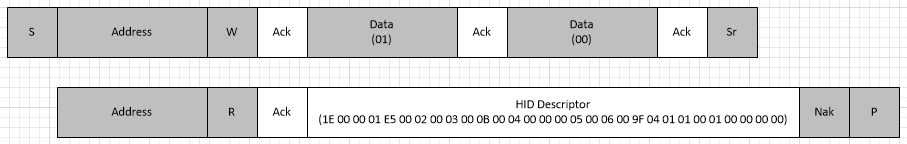 S Address W Ack Data Ack Data Ack Sr
(01) (00)
Address R Ack HID Descriptor Nak P
(1E 00 00 01 E5 00 02 00 03 00 0B 00 04 00 00 00 05 00 06 00 9F 04 01 01 00 01 00 00 00 00)